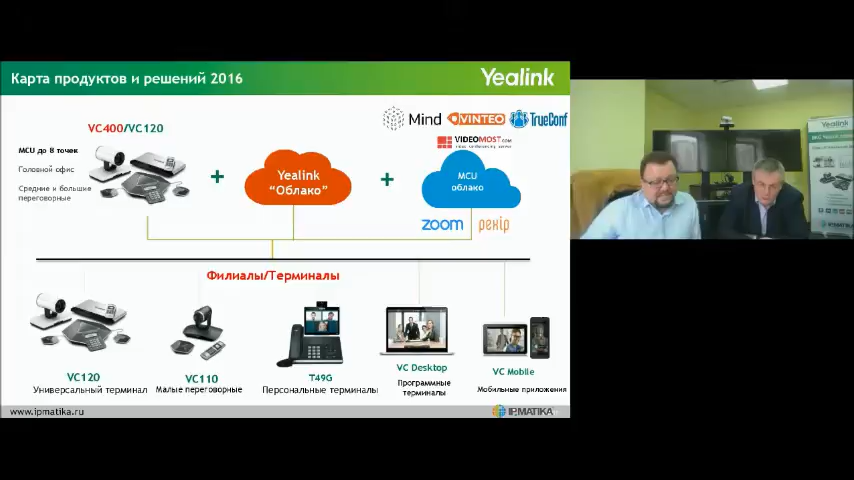 Карта продуктов и решений 2016
Yealink
VC400/VC120
MCU до 8 точек
Головной офис
Средние и большие
переговорные
+
Yealink
"Облако"
+
Mind
VINTEO
TrueConf
VIDEOMOST.COM
MCU
облако
zoom
pexip
Филиалы/Терминалы
VC120
Универсальный терминал
VC110
Малые переговорные
T49G
Персональные терминалы
VC Desktop
Программные
терминалы
VC Mobile
Мобильные приложения
www.ipmatika.ru
IPMATIKA
Yealink